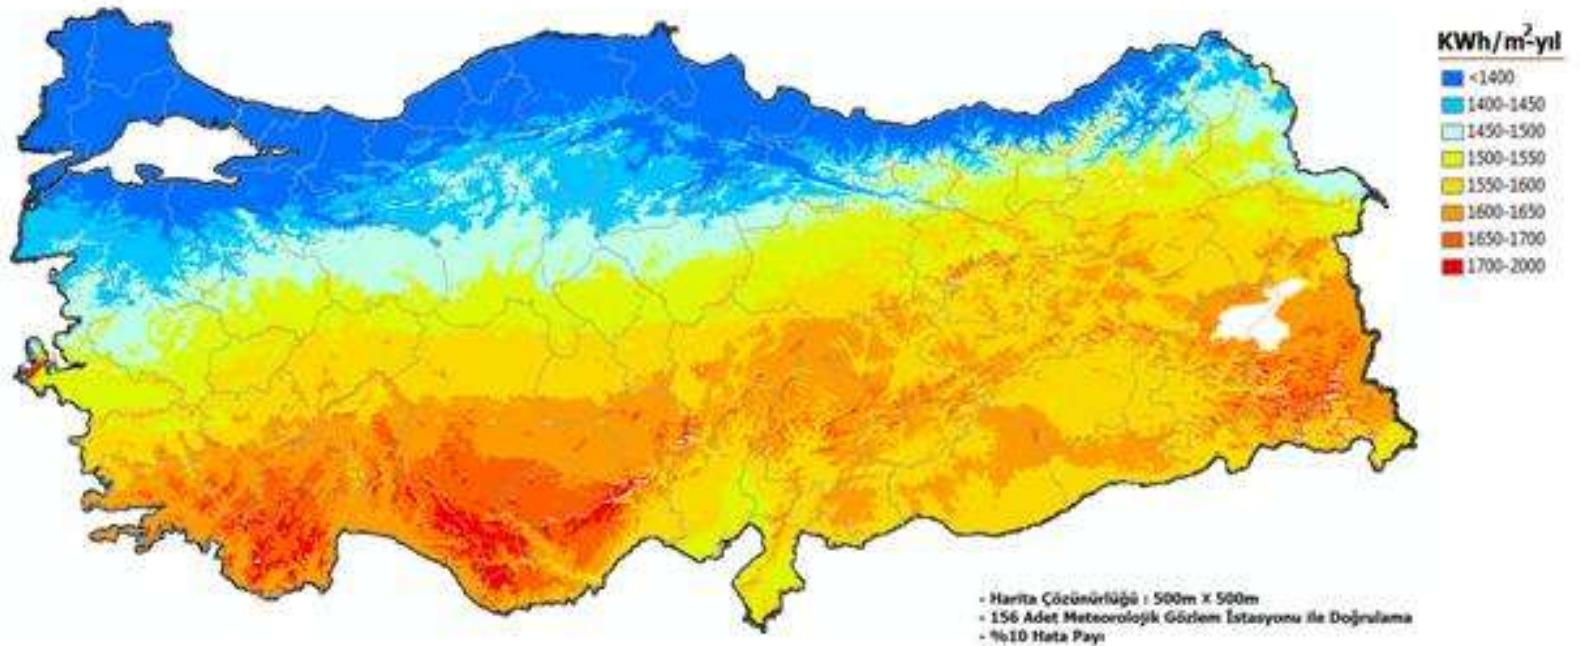 KWh/m²-yıl
<1400
1400-1450
1450-1500
1500-1550
1550-1600
1600-1650
1650-1700
1700-2000
- Harita Çözünürlüğü : 500m X 500m
- 156 Adet Meteorolojik Gözlem İstasyonu ile Doğrulama
- %10 Hata Payı